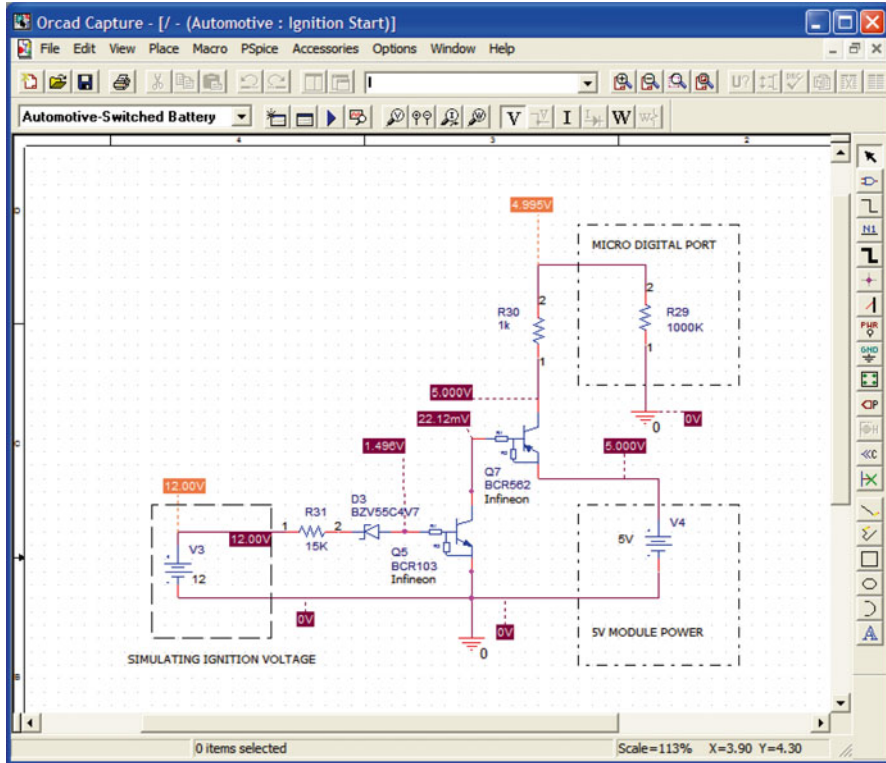 Orcad Capture - [/ - (Automotive : Ignition Start)]
File Edit View Place Macro PSpice Accessories Options Window Help
U?
Automotive-Switched Battery
V I W
4 3 2
D
4.995V
MICRO DIGITAL PORT
2
2
R30
1k
R29
1000K
1
1
5.000V
22.12mV
0V
0
1.496V
5.000V
C
Q7
BCR562
Infineon
12.00V
D3
BZV55C4V7
R31
1
2
12.00V
15K
V3
12
V4
5V
Q5
BCR103
Infineon
0V
0V
0
5V MODULE POWER
SIMULATING IGNITION VOLTAGE
B
N1
PWR
GND
A
0 items selected
Scale=113% X=3.90 Y=4.30